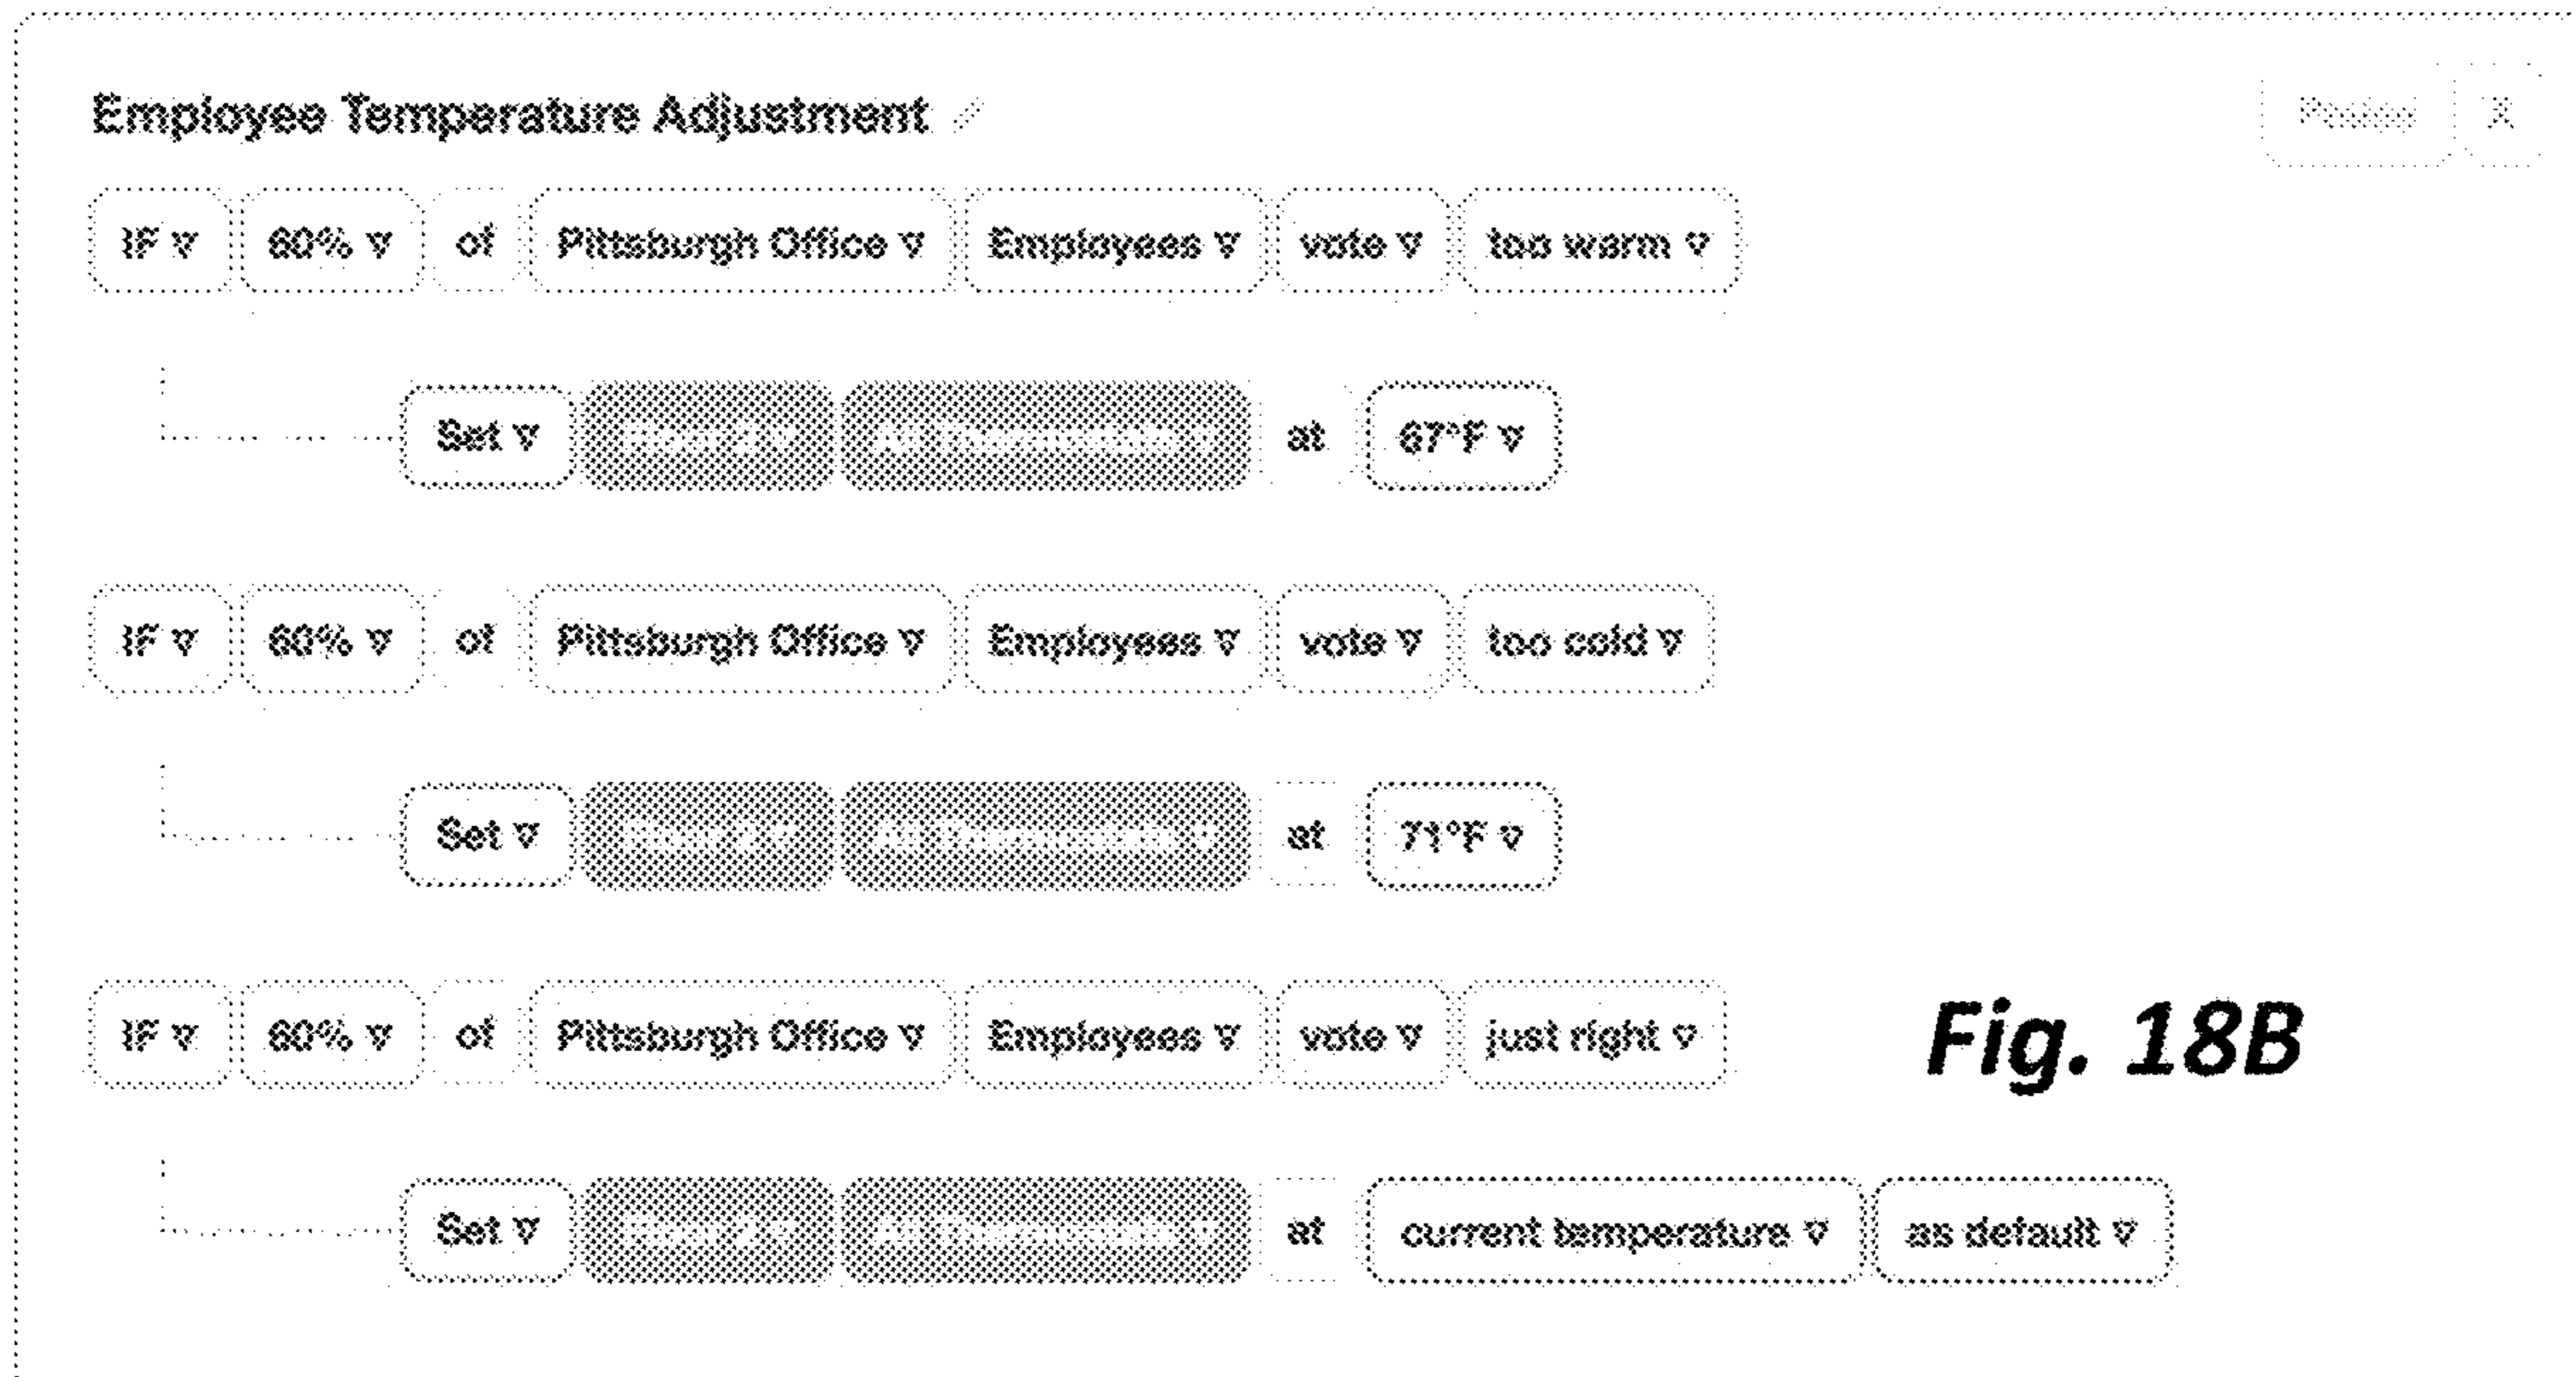 Employee Temperature Adjustment
IF 60% of Pittsburgh Office Employees vote too warm
Set at 67°F
IF 60% of Pittsburgh Office Employees vote too cold
Set at 71°F
IF 60% of Pittsburgh Office Employees vote just right
Fig. 18B
Set at current temperature as default